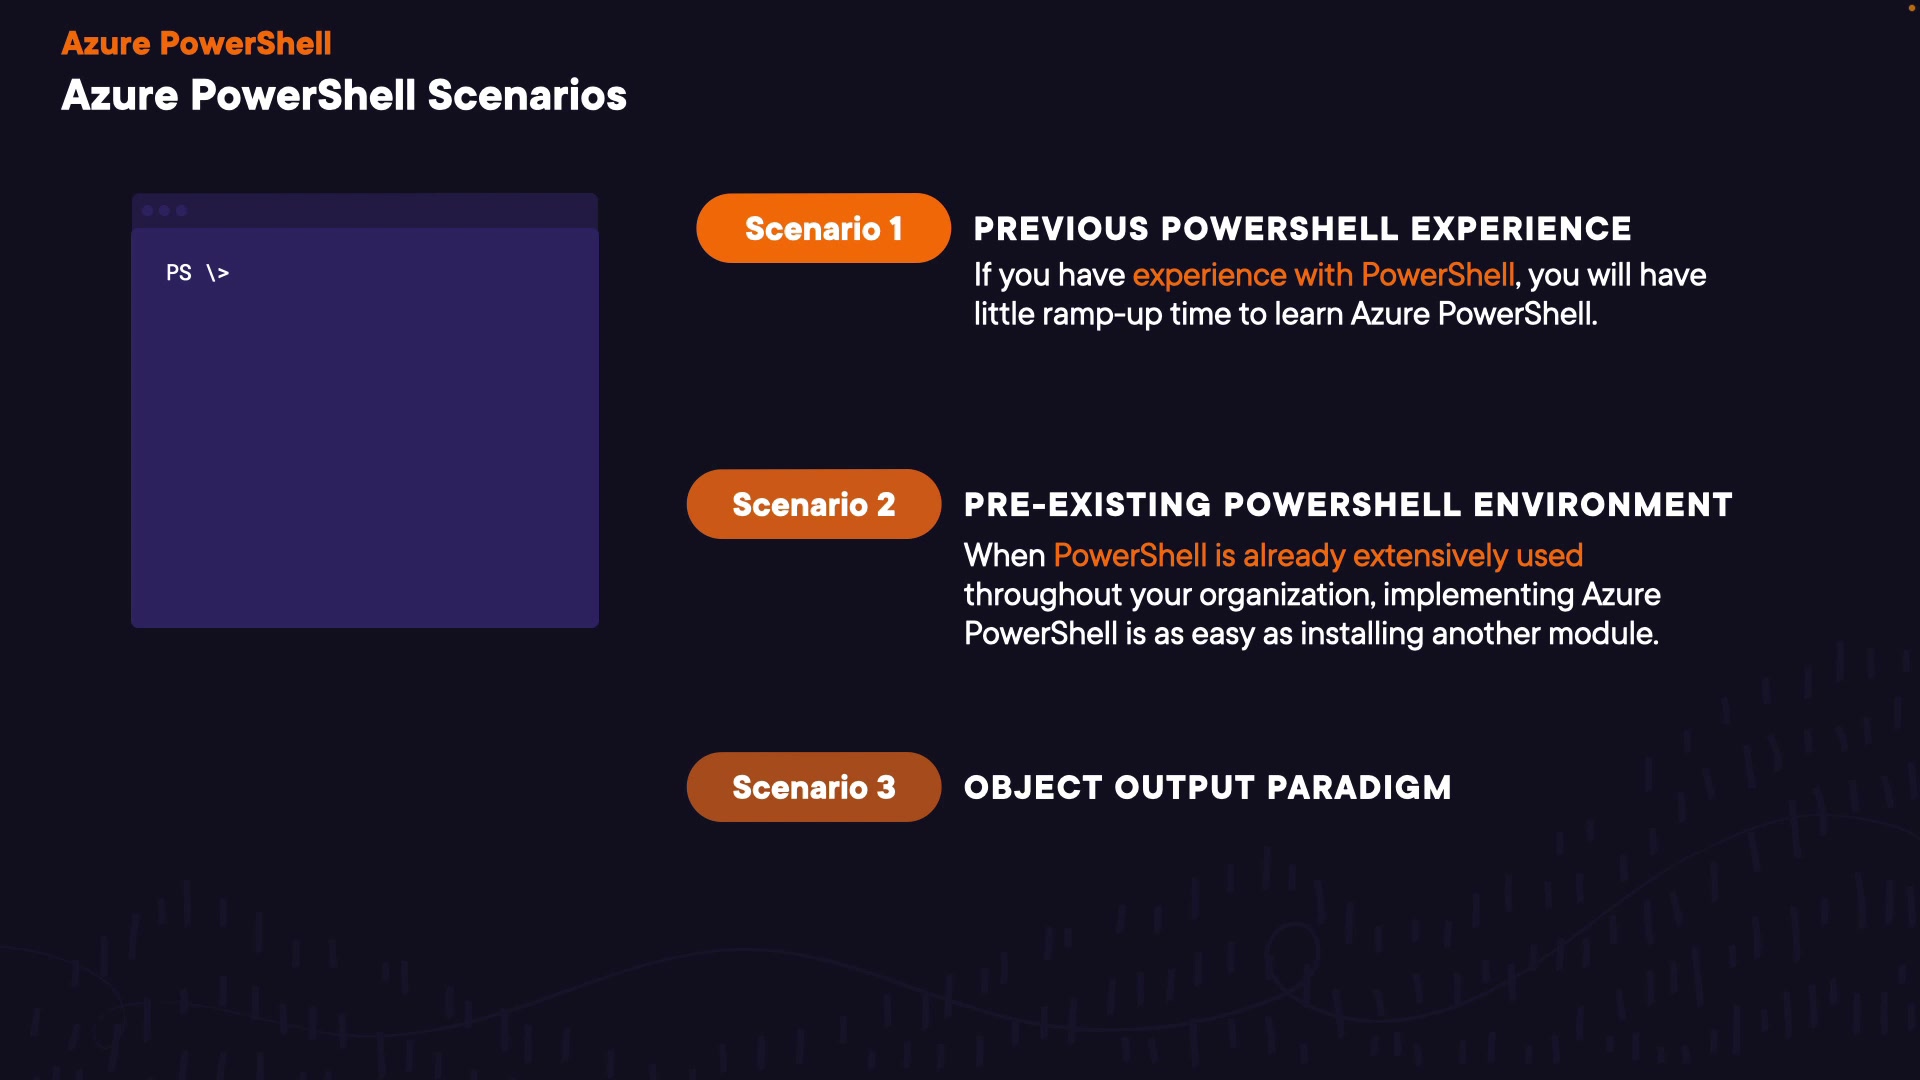 Azure PowerShell
Azure PowerShell Scenarios
PS \>
Scenario 1
PREVIOUS POWERSHELL EXPERIENCE
If you have experience with PowerShell, you will have
little ramp-up time to learn Azure PowerShell.
Scenario 2
PRE-EXISTING POWERSHELL ENVIRONMENT
When PowerShell is already extensively used
throughout your organization, implementing Azure
PowerShell is as easy as installing another module.
Scenario 3
OBJECT OUTPUT PARADIGM